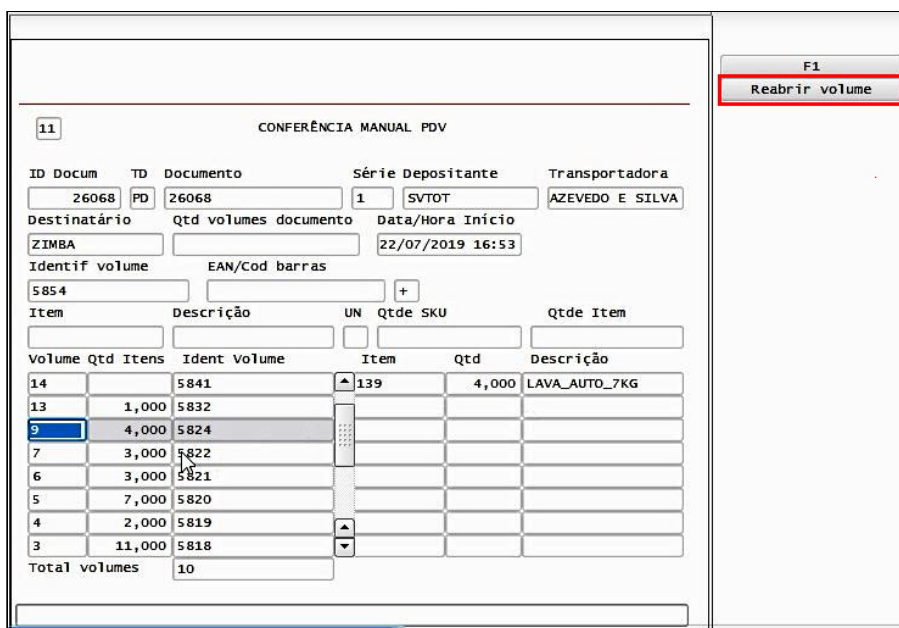 F1
Reabrir volume
11 CONFERÊNCIA MANUAL PDV
ID Docum TD Documento Série Depositante Transportadora
26068 PD 26068 1 SVTOT AZEVEDO E SILVA
Destinatário Qtd volumes documento Data/Hora Início
ZIMBA 22/07/2019 16:53
Identif volume EAN/Cod barras
5854 +
Item Descrição UN Qtde SKU Qtde Item
Volume Qtd Itens Ident Volume Item Qtd Descrição
14 5841 139 4,000 LAVA_AUTO_7KG
13 1,000 5832
9 4,000 5824
7 3,000 5822
6 3,000 5821
5 7,000 5820
4 2,000 5819
3 11,000 5818
Total volumes 10